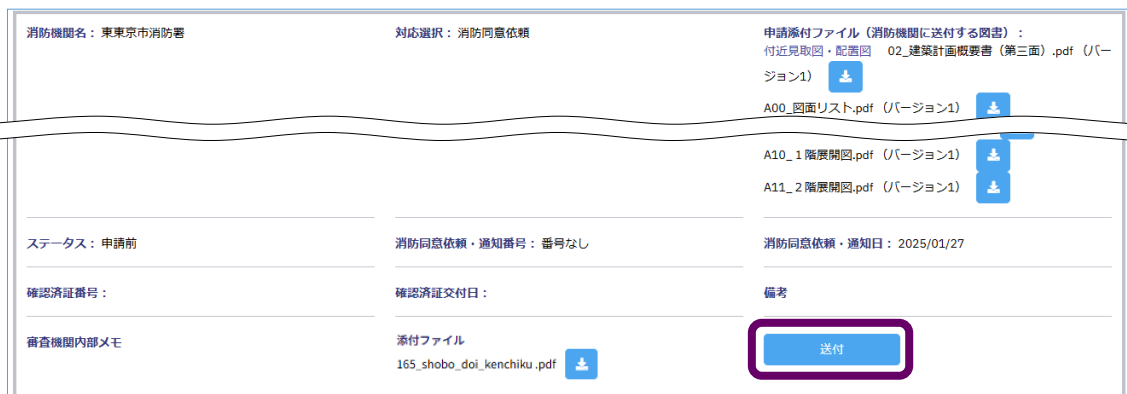 消防機関名： 東東京市消防署
対応選択： 消防同意依頼
申請添付ファイル（消防機関に送付する図書）：
付近見取図・配置図 02_建築計画概要書（第三面）.pdf （バー
ジョン1）
A00_図面リスト.pdf （バージョン1）
A10_１階展開図.pdf （バージョン1）
A11_２階展開図.pdf （バージョン1）
ステータス： 申請前
消防同意依頼・通知番号： 番号なし
消防同意依頼・通知日： 2025/01/27
確認済証番号：
確認済証交付日：
備考
審査機関内部メモ
添付ファイル
165_shobo_doi_kenchiku.pdf
送付